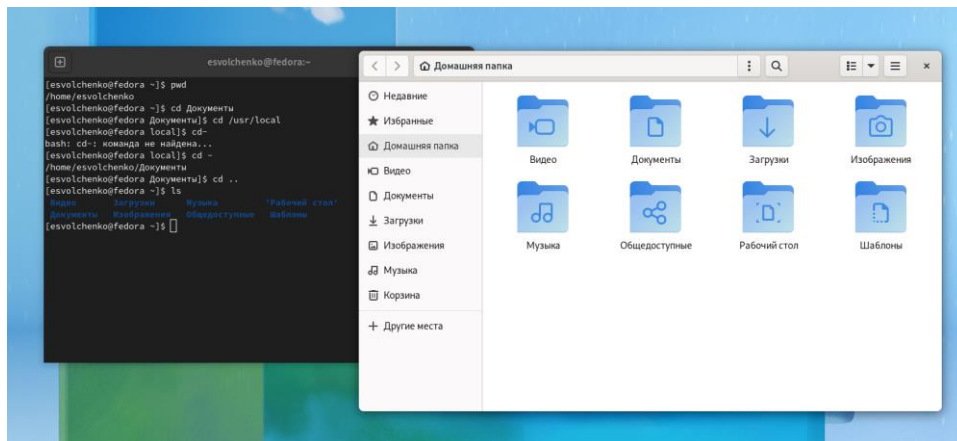 esvolchenko@fedora:~
[esvolchenko@fedora ~]$ pwd
/home/esvolchenko
[esvolchenko@fedora ~]$ cd Документы
[esvolchenko@fedora Документы]$ cd /usr/local
[esvolchenko@fedora local]$ cd-
bash: cd-: команда не найдена...
[esvolchenko@fedora local]$ cd -
/home/esvolchenko/Документы
[esvolchenko@fedora Документы]$ cd ..
[esvolchenko@fedora ~]$ ls
Видео Загрузки Музыка 'Рабочий стол'
Документы Изображения Общедоступные Шаблоны
[esvolchenko@fedora ~]$
Домашняя папка
Недавние
Избранные
Домашняя папка
Видео
Документы
Загрузки
Изображения
Музыка
Корзина
Другие места
Видео Документы Загрузки Изображения
Музыка Общедоступные Рабочий стол Шаблоны